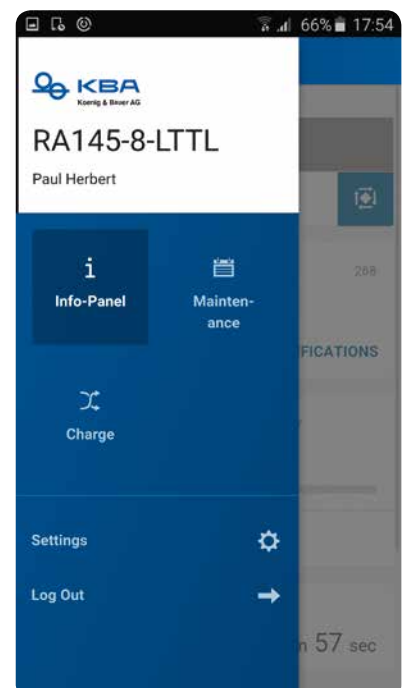 66% 17:54
KBA
Koenig & Bauer AG
RA145-8-LTTL
Paul Herbert
i
Info-Panel
Mainten-
ance
268
FICATIONS
Charge
Settings
Log Out
n 57 sec